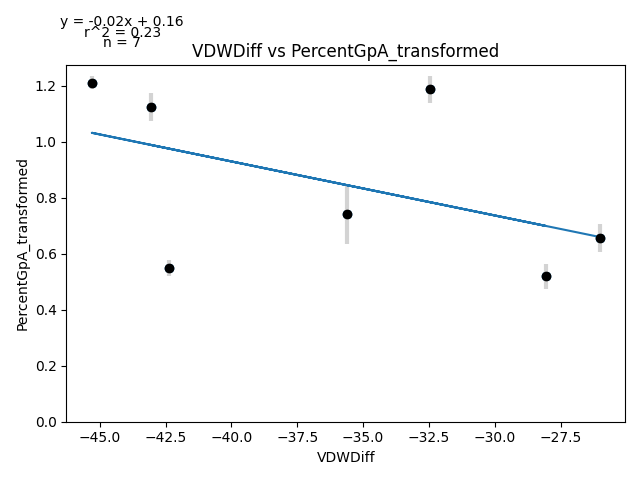 y = -0.02x + 0.16
r^2 = 0.23
n = 7
VDWDiff vs PercentGpA_transformed
PercentGpA_transformed
1.2
1.0
0.8
0.6
0.4
0.2
0.0
−45.0 −42.5 −40.0 −37.5 −35.0 −32.5 −30.0 −27.5
VDWDiff